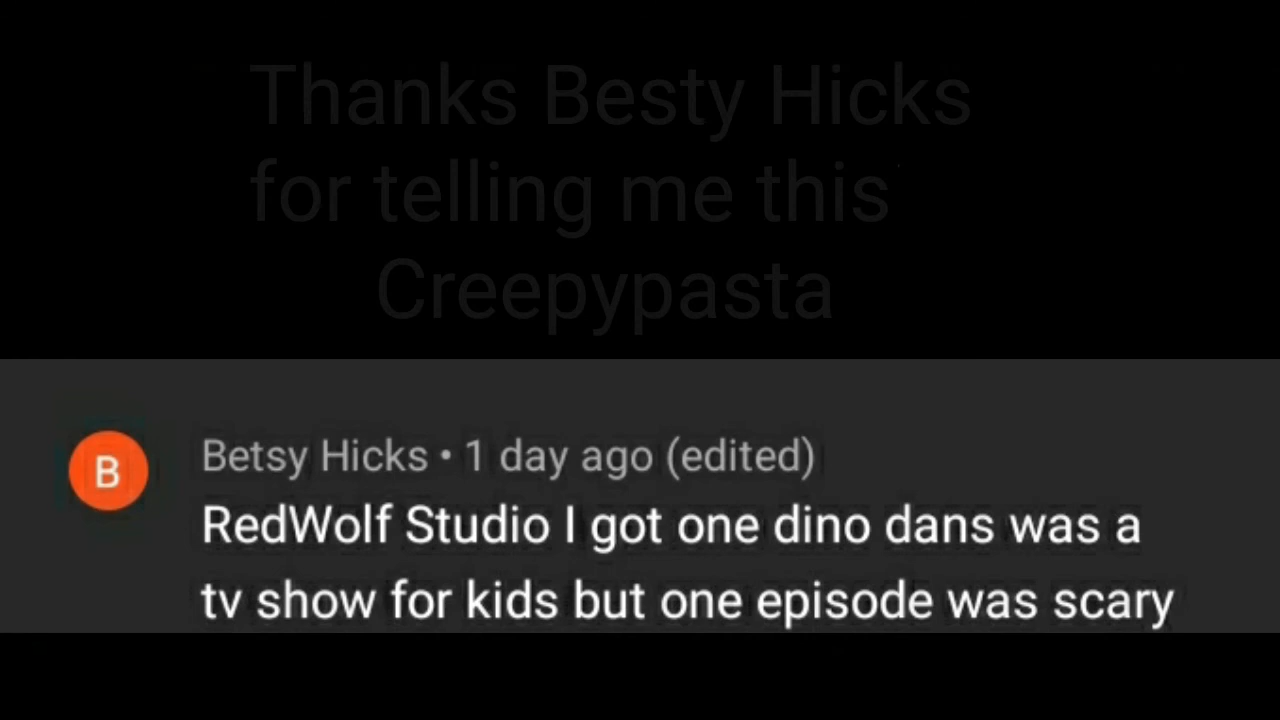 Thanks Besty Hicks
for telling me this
Creepypasta
B
Betsy Hicks • 1 day ago (edited)
RedWolf Studio I got one dino dans was a
tv show for kids but one episode was scary